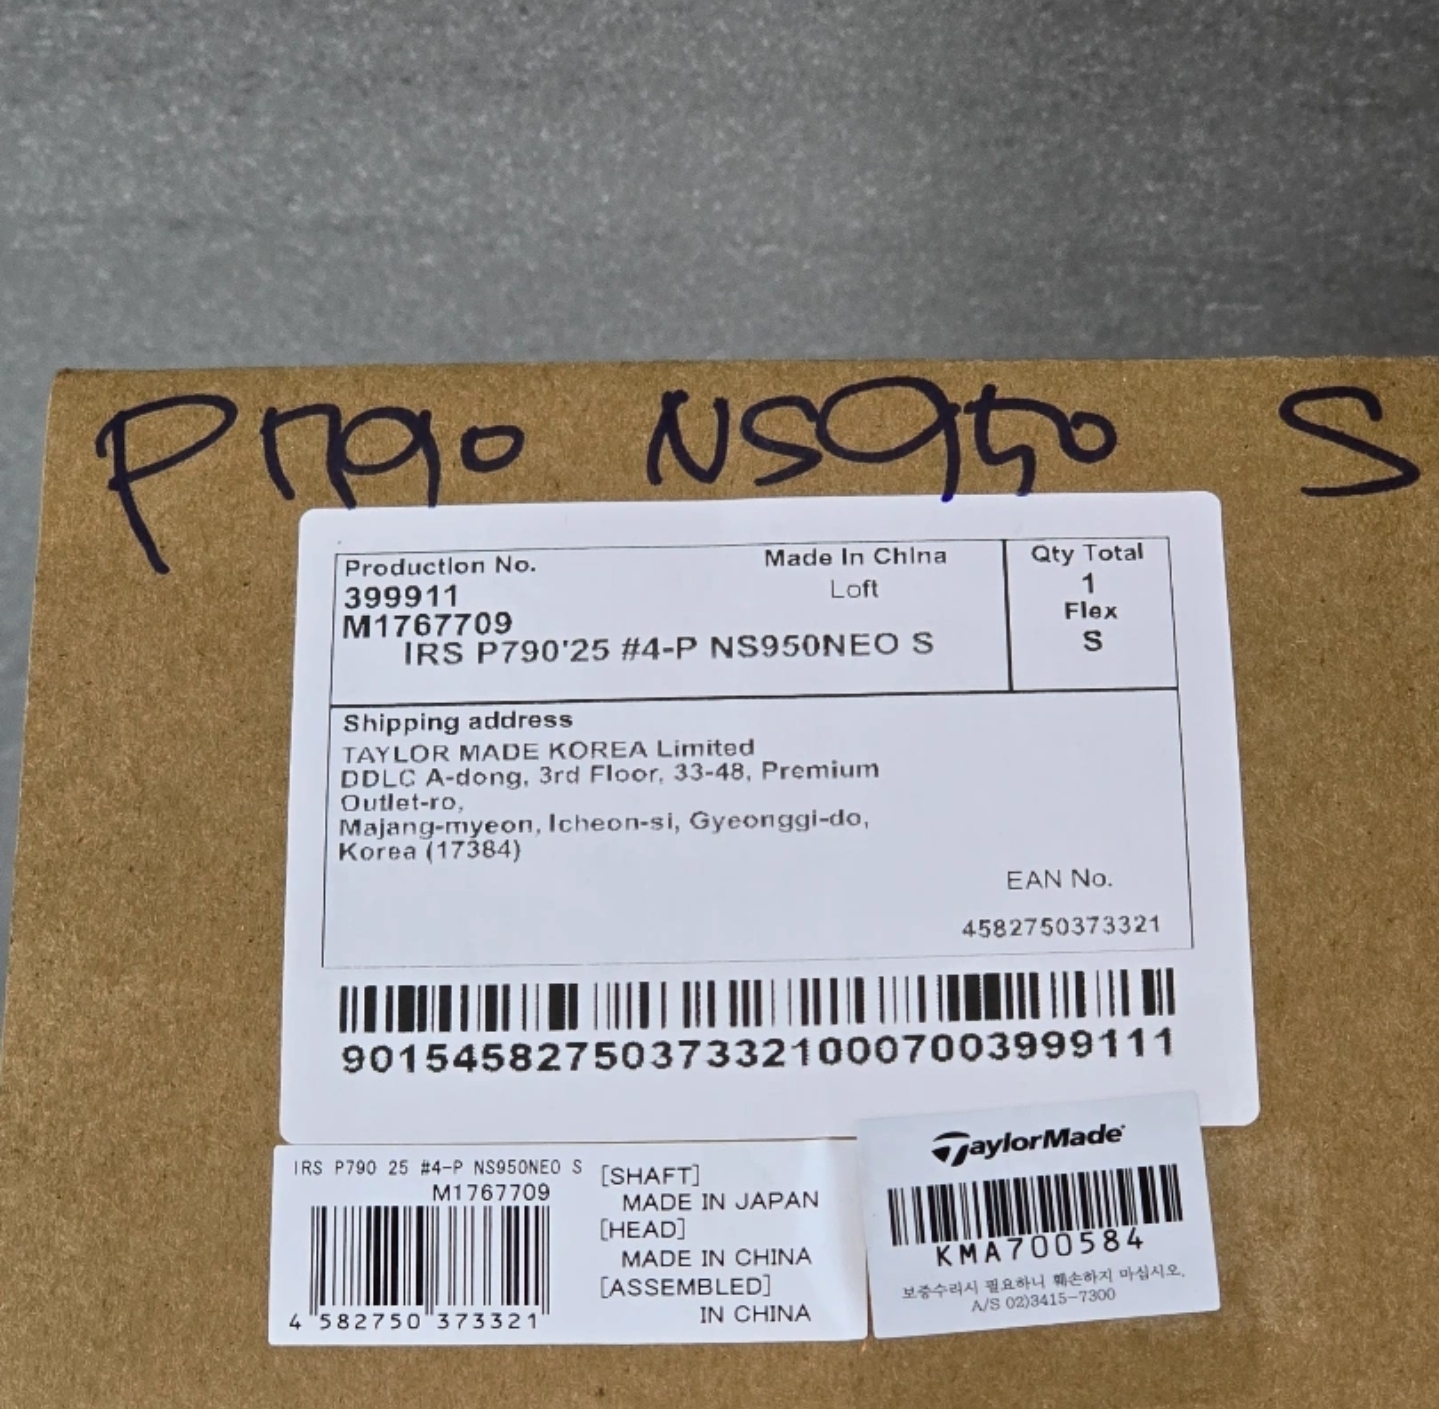 P790 NS950 S
Production No.
399911
M1767709
Made In China
Loft
IRS P790'25 #4-P NS950NEO S
Qty Total
1
Flex
S
Shipping address
TAYLOR MADE KOREA Limited
DDLC A-dong, 3rd Floor, 33-48, Premium
Outlet-ro,
Majang-myeon, Icheon-si, Gyeonggi-do,
Korea (17384)
EAN No.
4582750373321
901545827503733210007003999111
IRS P790 25 #4-P NS950NEO S
M1767709
4 582750 373321
[SHAFT]
MADE IN JAPAN
[HEAD]
MADE IN CHINA
[ASSEMBLED]
IN CHINA
TaylorMade
KMA700584
보증수리시 필요하니 훼손하지 마십시오.
A/S 02)3415-7300